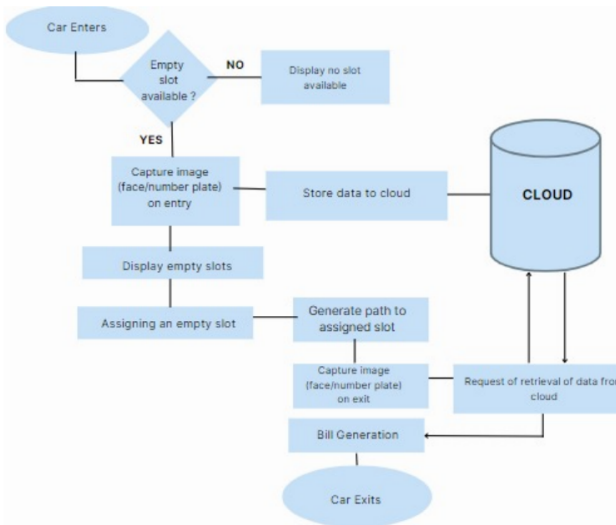 Car Enters
Empty
slot
available ?
NO
Display no slot
available
YES
Capture image
(face/number plate)
on entry
Store data to cloud
CLOUD
Display empty slots
Assigning an empty slot
Generate path to
assigned slot
Capture image
(face/number plate)
on exit
Request of retrieval of data from
cloud
Bill Generation
Car Exits